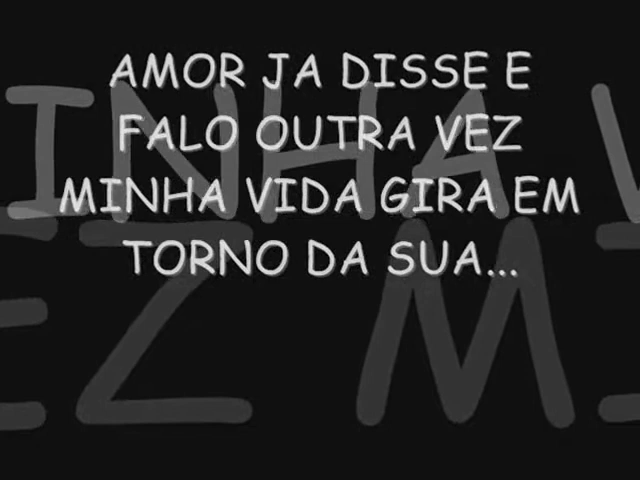 AMOR JA DISSE E
FALO OUTRA VEZ
MINHA VIDA GIRA EM
TORNO DA SUA...